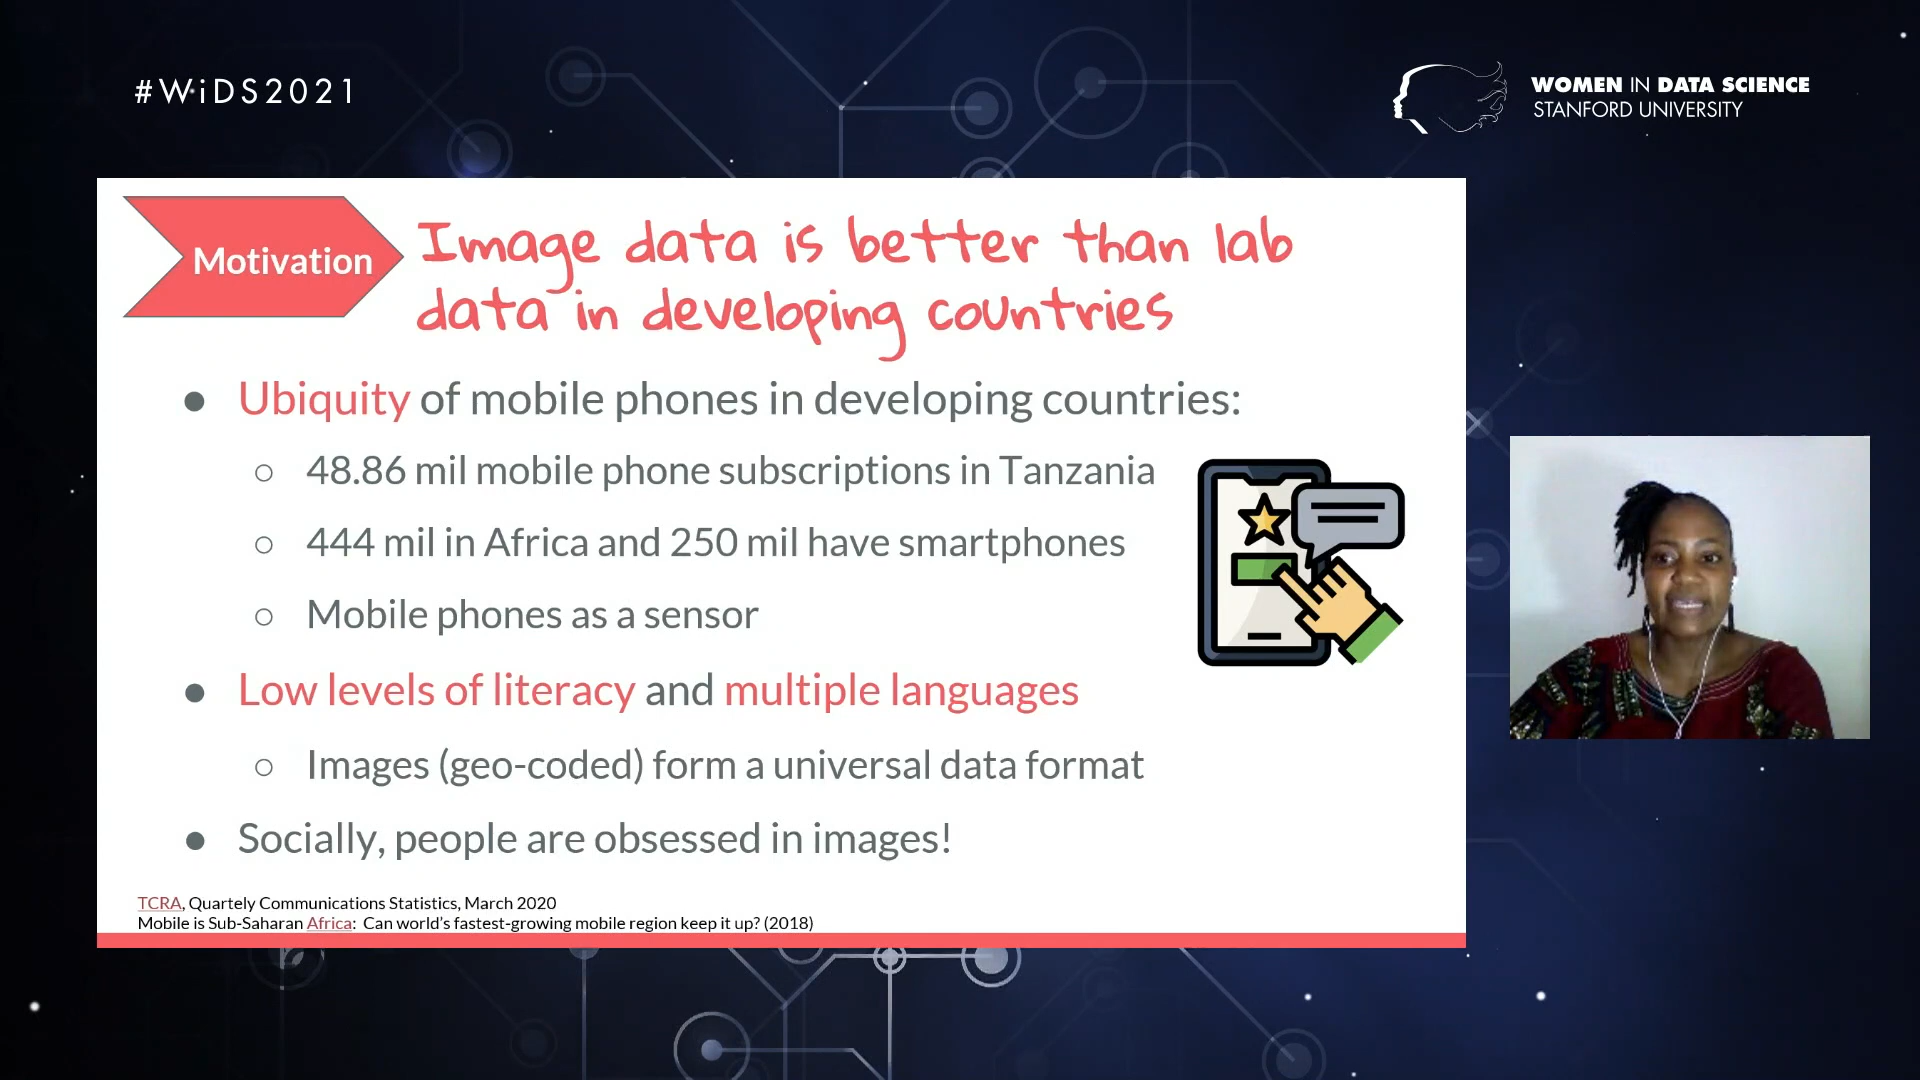 #WiDS2021
WOMEN IN DATA SCIENCE
STANFORD UNIVERSITY
Motivation
Image data is better than lab
data in developing countries
● Ubiquity of mobile phones in developing countries:
○ 48.86 mil mobile phone subscriptions in Tanzania
○ 444 mil in Africa and 250 mil have smartphones
○ Mobile phones as a sensor
● Low levels of literacy and multiple languages
○ Images (geo-coded) form a universal data format
● Socially, people are obsessed in images!
TCRA, Quartely Communications Statistics, March 2020
Mobile is Sub-Saharan Africa: Can world's fastest-growing mobile region keep it up? (2018)